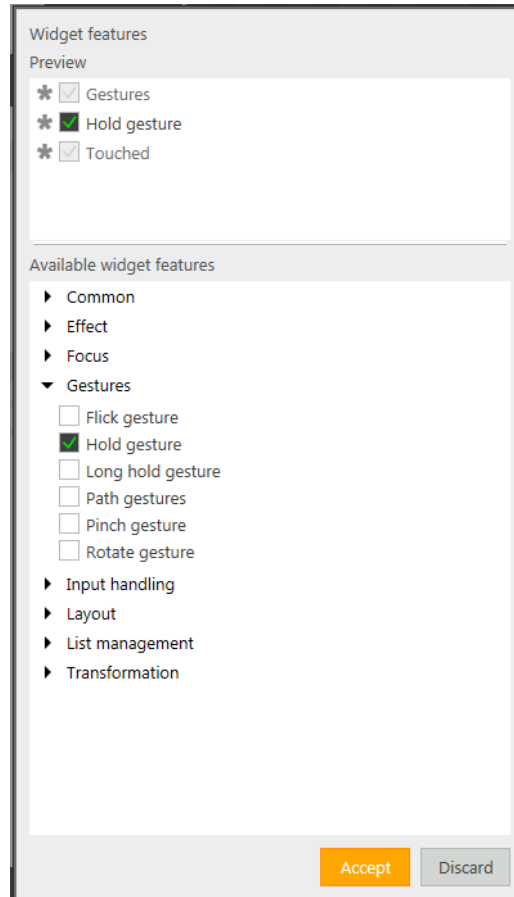 Widget features
Preview
Gestures
Hold gesture
Touched
Available widget features
Common
Effect
Focus
Gestures
Flick gesture
Hold gesture
Long hold gesture
Path gestures
Pinch gesture
Rotate gesture
Input handling
Layout
List management
Transformation
Accept Discard